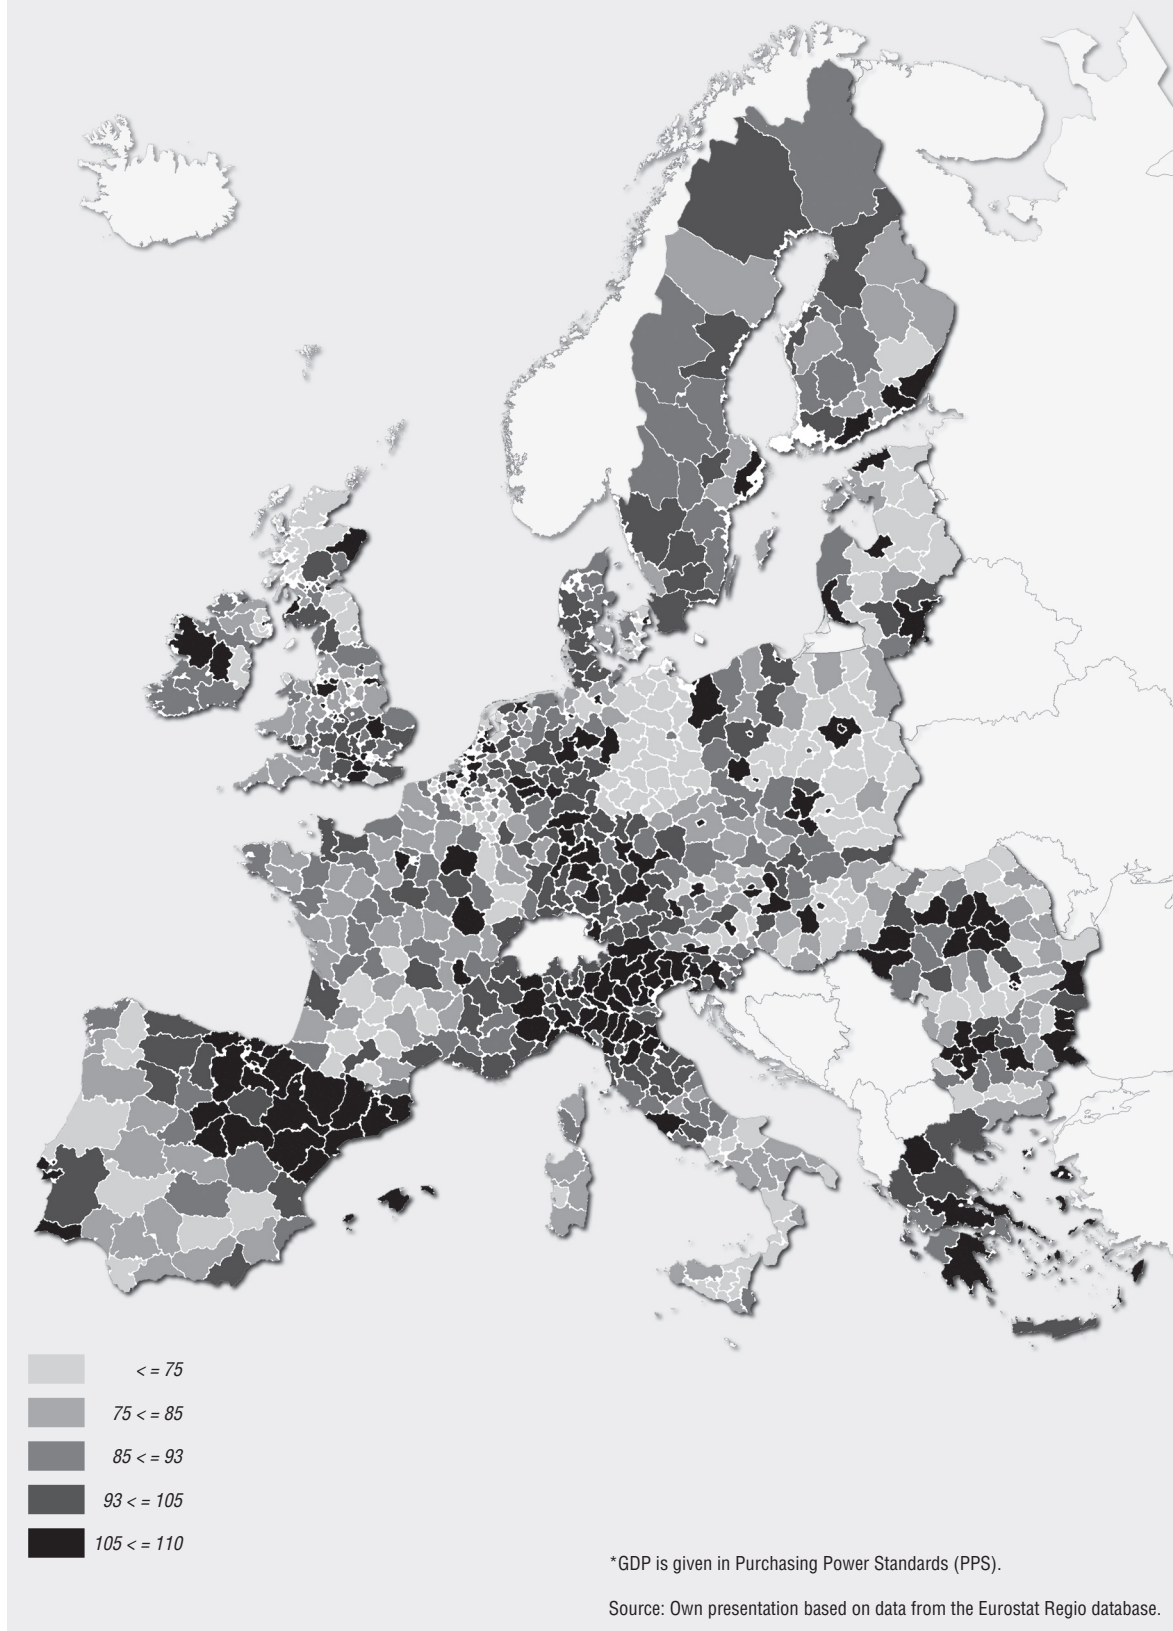 < = 75
75 < = 85
85 < = 93
93 < = 105
105 < = 110
*GDP is given in Purchasing Power Standards (PPS).
Source: Own presentation based on data from the Eurostat Regio database.